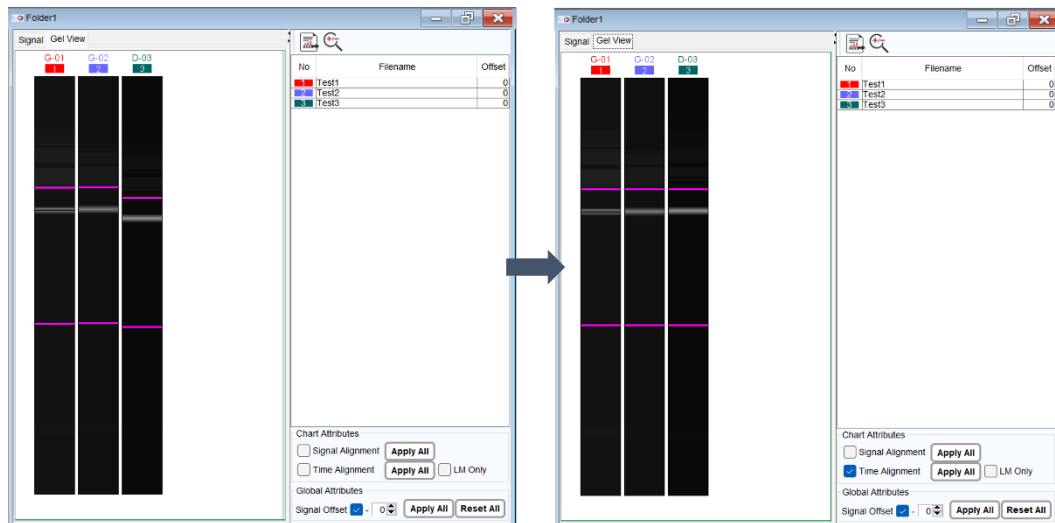 Folder1
Signal Gel View
G-01 G-02 D-03
1 2 3
No Filename Offset
1 Test1 0
2 Test2 0
3 Test3 0
Chart Attributes
Signal Alignment Apply All
Time Alignment Apply All LM Only
Global Attributes
Signal Offset - 0 Apply All Reset All
Folder1
Signal Gel View
G-01 G-02 D-03
1 2 3
No Filename Offset
1 Test1 0
2 Test2 0
3 Test3 0
Chart Attributes
Signal Alignment Apply All
Time Alignment Apply All LM Only
Global Attributes
Signal Offset - 0 Apply All Reset All